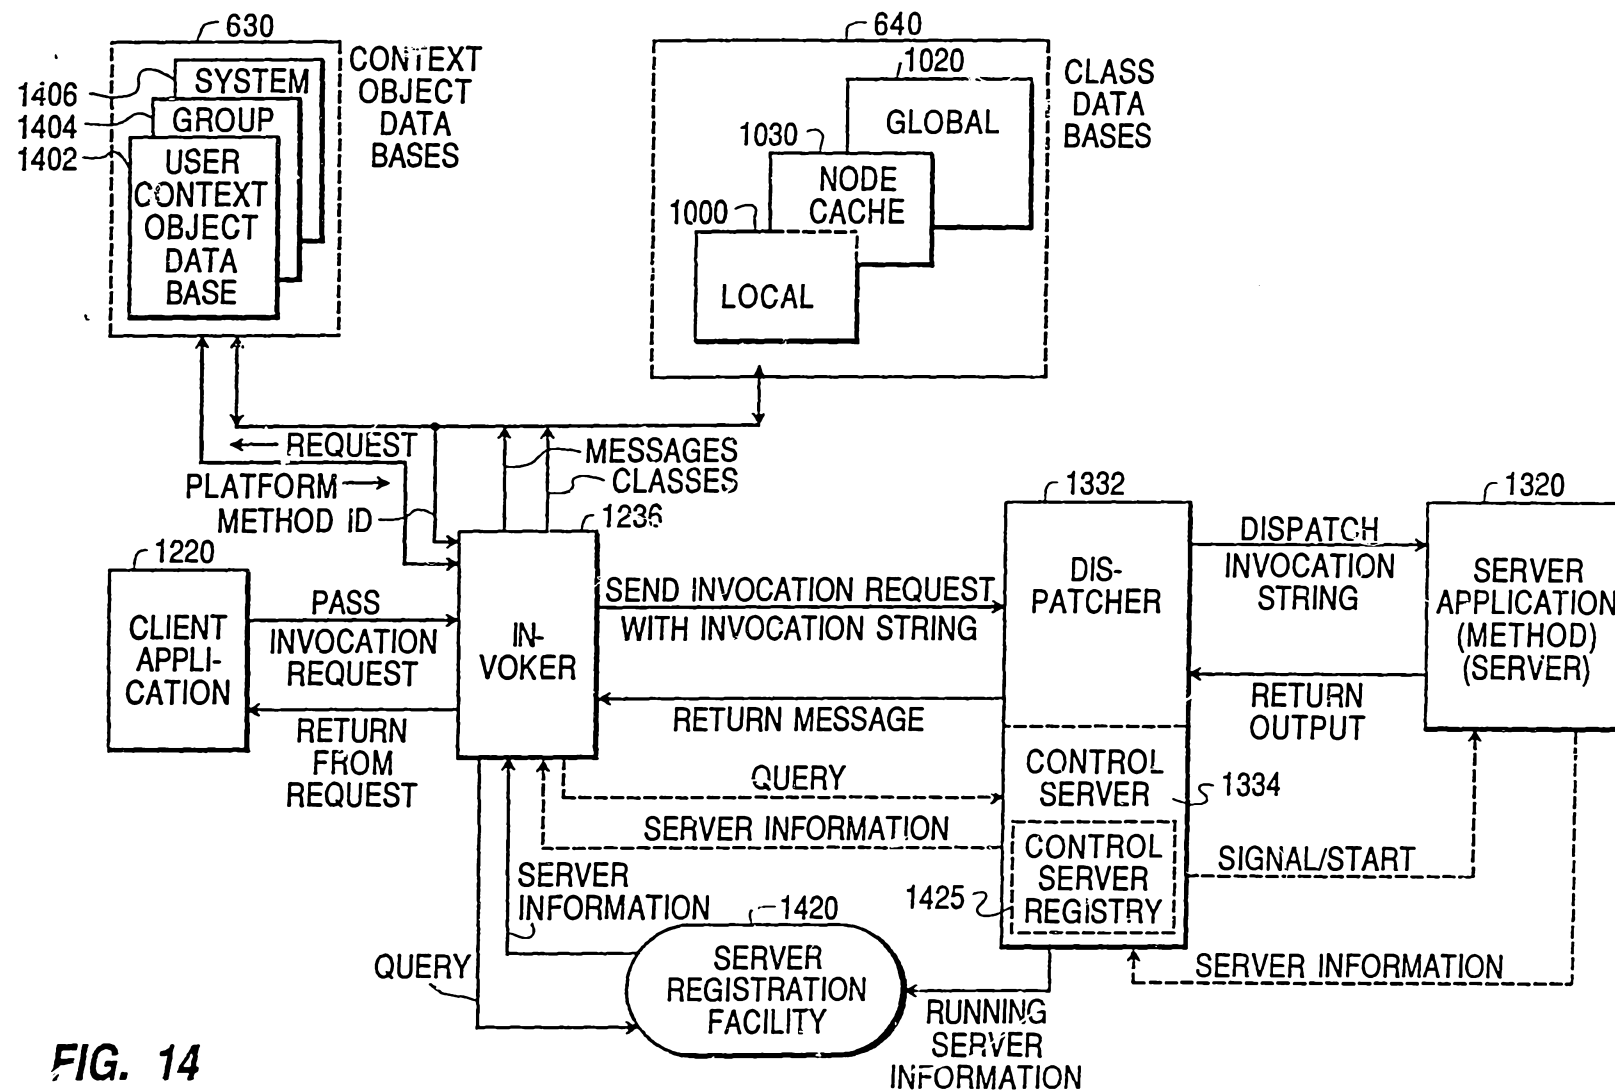 630
1406
SYSTEM
1404
GROUP
1402
USER
CONTEXT
OBJECT
DATA
BASE
CONTEXT
OBJECT
DATA
BASES
640
1020
GLOBAL
1030
NODE
CACHE
1000
LOCAL
CLASS
DATA
BASES
REQUEST
PLATFORM
METHOD ID
MESSAGES
CLASSES
1236
IN-
VOKER
1220
CLIENT
APPLI-
CATION
PASS
INVOCATION
REQUEST
RETURN
FROM
REQUEST
SEND INVOCATION REQUEST
WITH INVOCATION STRING
RETURN MESSAGE
QUERY
SERVER INFORMATION
1332
DIS-
PATCHER
CONTROL
SERVER
1334
CONTROL
SERVER
REGISTRY
1425
DISPATCH
INVOCATION
STRING
RETURN
OUTPUT
1320
SERVER
APPLICATION
(METHOD)
(SERVER)
SIGNAL/START
SERVER INFORMATION
SERVER
INFORMATION
QUERY
1420
SERVER
REGISTRATION
FACILITY
RUNNING
SERVER
INFORMATION
FIG. 14